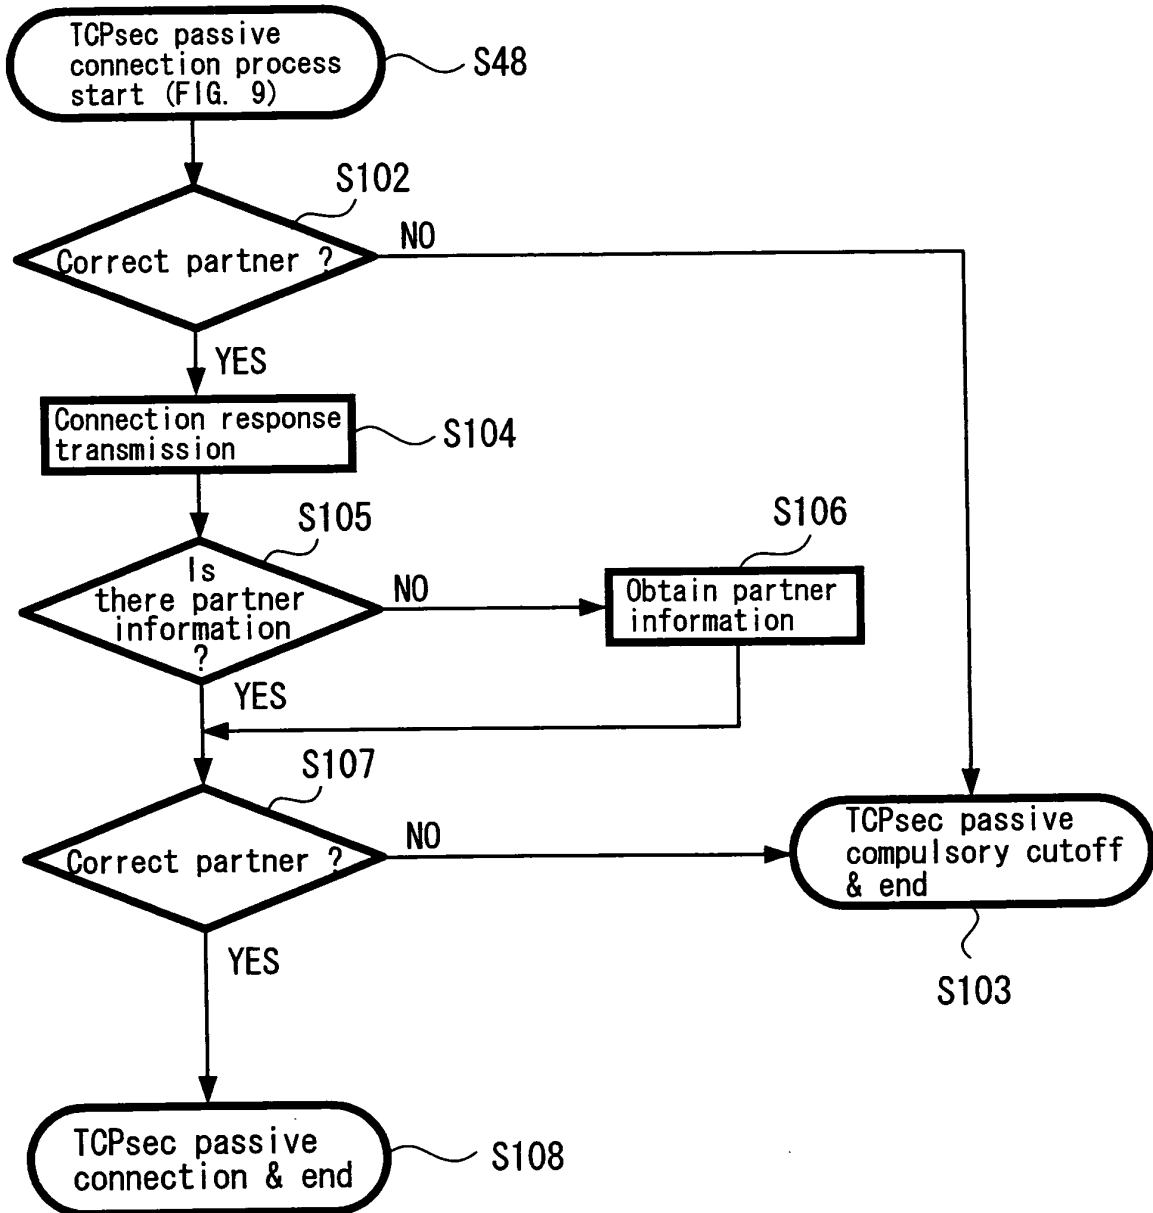 TCPsec passive
connection process
start (FIG. 9)
S48
S102
Correct partner ?
NO
YES
Connection response
transmission
S104
S105
Is
there partner
information
?
NO
YES
S106
Obtain partner
information
S107
Correct partner ?
NO
YES
TCPsec passive
compulsory cutoff
& end
S103
TCPsec passive
connection & end
S108